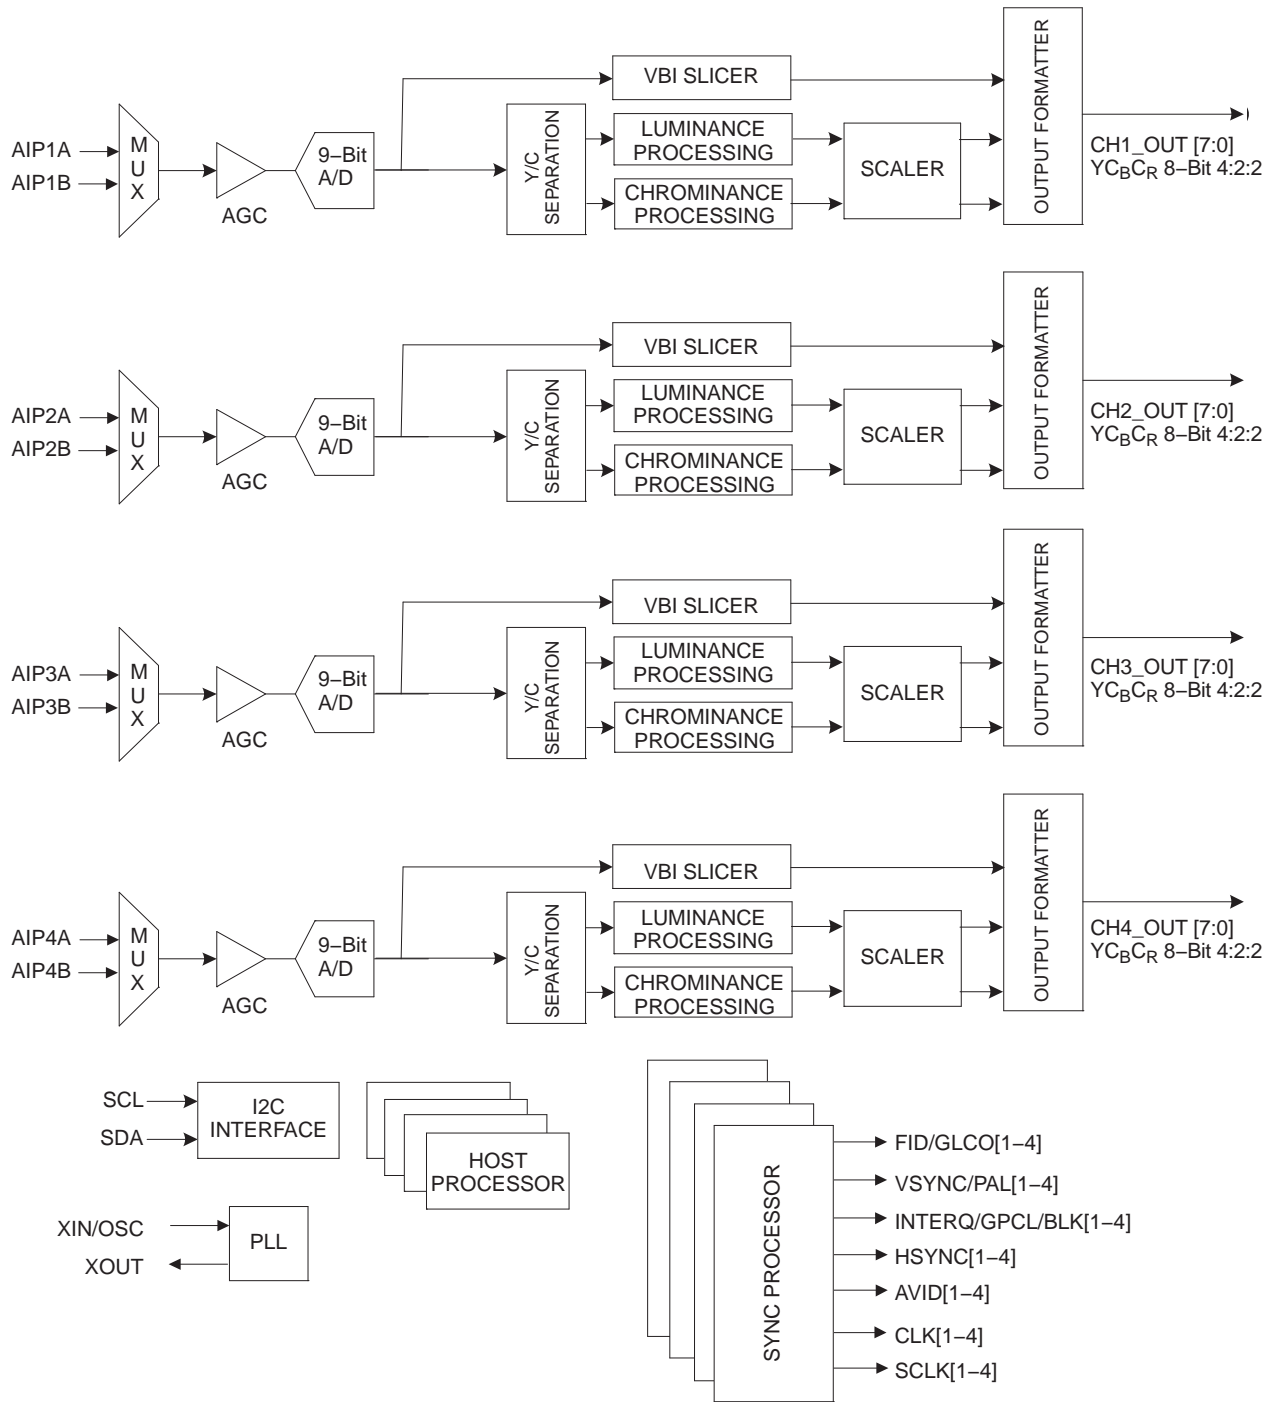 VBI SLICER
OUTPUT FORMATTER
AIP1A
AIP1B
M
U
X
AGC
9–Bit
A/D
Y/C
SEPARATION
LUMINANCE
PROCESSING
CHROMINANCE
PROCESSING
SCALER
CH1_OUT [7:0]
YCBCR 8–Bit 4:2:2
VBI SLICER
OUTPUT FORMATTER
AIP2A
AIP2B
M
U
X
AGC
9–Bit
A/D
Y/C
SEPARATION
LUMINANCE
PROCESSING
CHROMINANCE
PROCESSING
SCALER
CH2_OUT [7:0]
YCBCR 8–Bit 4:2:2
VBI SLICER
OUTPUT FORMATTER
AIP3A
AIP3B
M
U
X
AGC
9–Bit
A/D
Y/C
SEPARATION
LUMINANCE
PROCESSING
CHROMINANCE
PROCESSING
SCALER
CH3_OUT [7:0]
YCBCR 8–Bit 4:2:2
VBI SLICER
OUTPUT FORMATTER
AIP4A
AIP4B
M
U
X
AGC
9–Bit
A/D
Y/C
SEPARATION
LUMINANCE
PROCESSING
CHROMINANCE
PROCESSING
SCALER
CH4_OUT [7:0]
YCBCR 8–Bit 4:2:2
SCL
SDA
I2C
INTERFACE
HOST
PROCESSOR
XIN/OSC
XOUT
PLL
SYNC PROCESSOR
FID/GLCO[1–4]
VSYNC/PAL[1–4]
INTERQ/GPCL/BLK[1–4]
HSYNC[1–4]
AVID[1–4]
CLK[1–4]
SCLK[1–4]